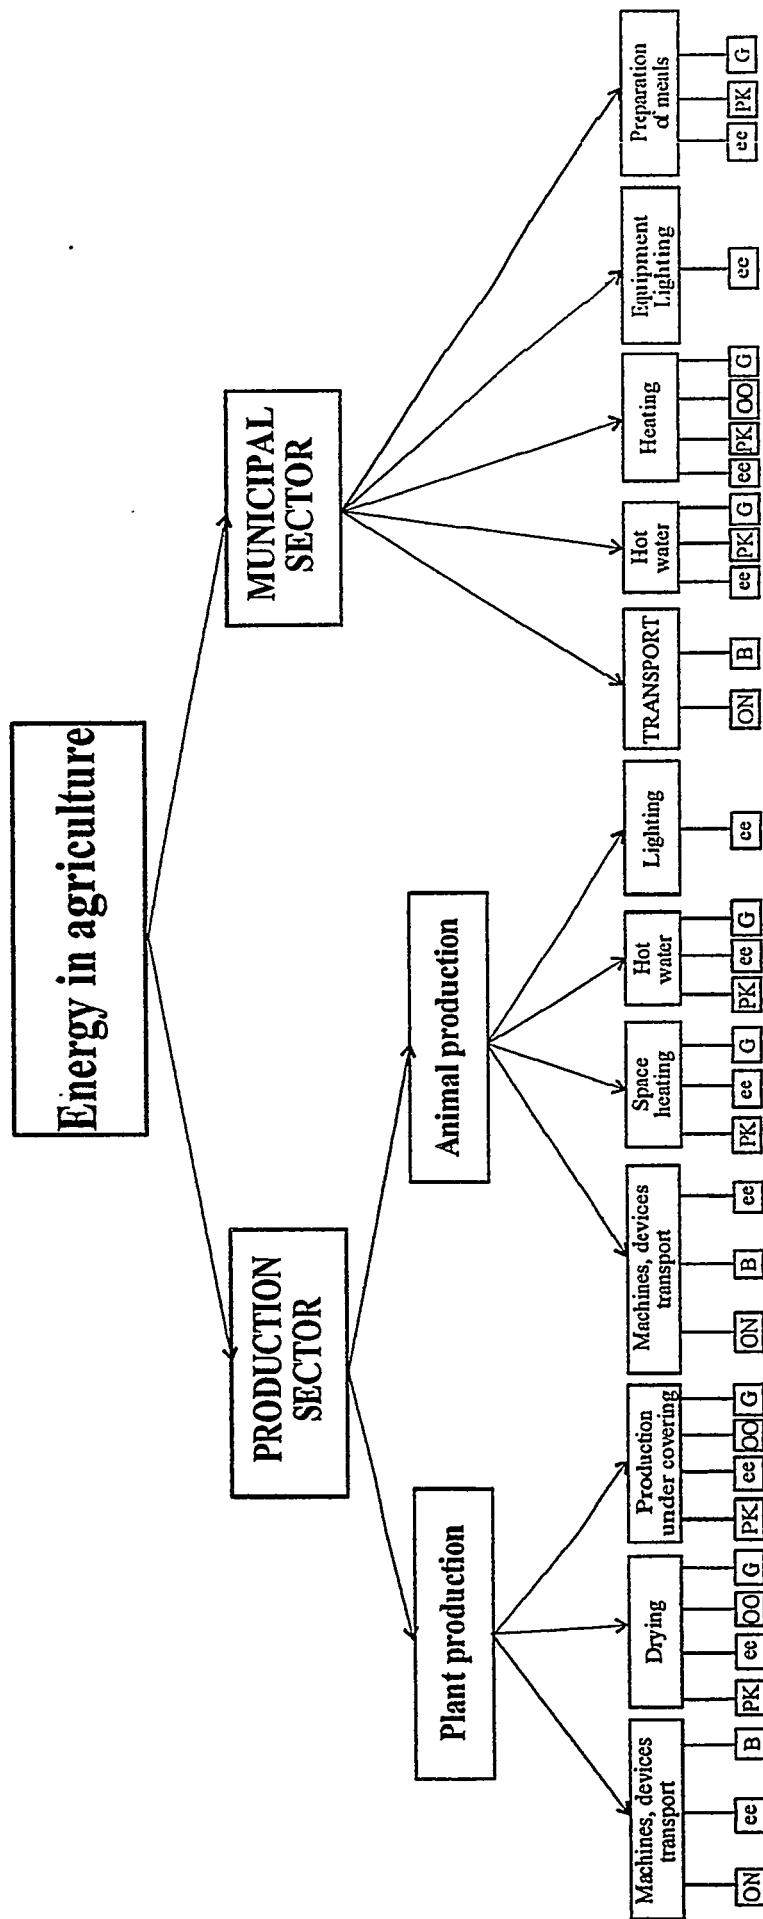 Energy in agriculture
PRODUCTION
SECTOR
MUNICIPAL
SECTOR
Plant production
Animal production
Machines, devices
transport
Drying
Production
under covering
Machines, devices
transport
Space
heating
Hot
water
Lighting
TRANSPORT
Hot
water
Heating
Equipment
Lighting
Preparation
of meals
ON ee B
PK ee OO G
PK ee OO G
ON B ee
PK ee G
PK ee G
ee
ON B
ee PK G
ee PK OO G
ee
ee PK G